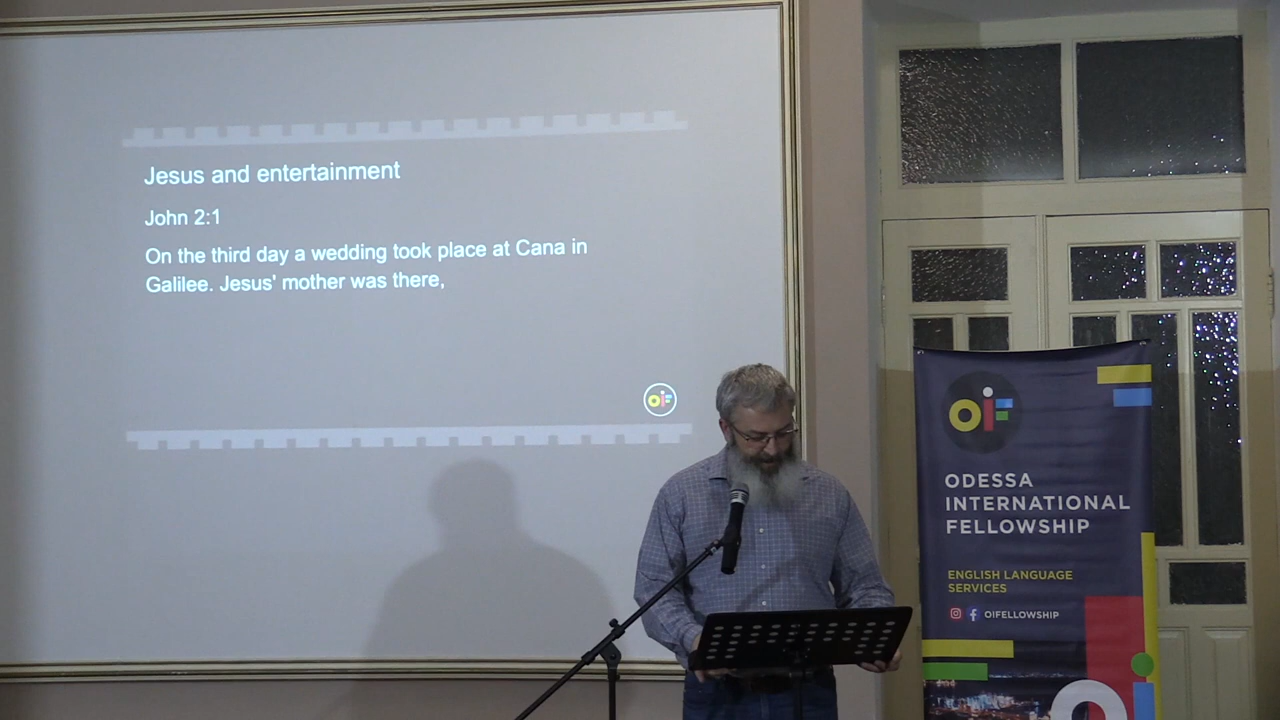 Jesus and entertainment
John 2:1
On the third day a wedding took place at Cana in
Galilee. Jesus' mother was there,
OIF
OIF
ODESSA
INTERNATIONAL
FELLOWSHIP
ENGLISH LANGUAGE
SERVICES
OIFELLOWSHIP